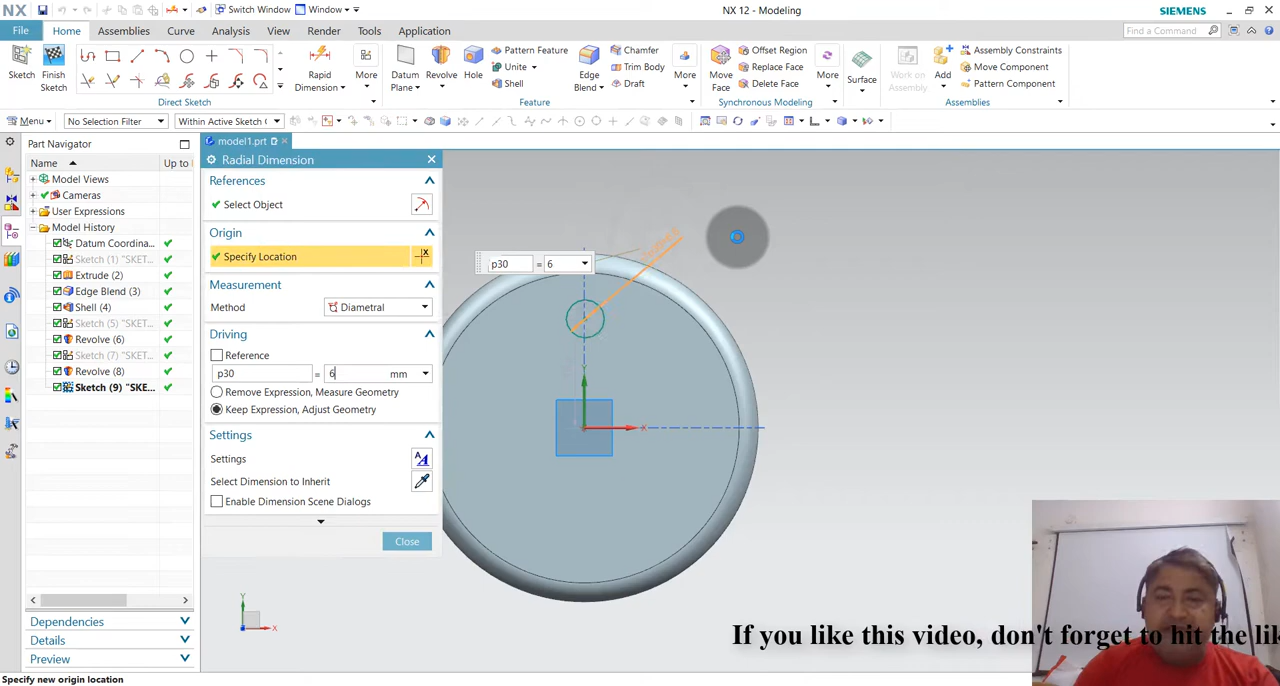 NX
Switch Window
Window
NX 12 - Modeling
SIEMENS
File
Home
Assemblies
Curve
Analysis
View
Render
Tools
Application
Find a Command
Sketch
Finish
Sketch
Rapid
Dimension
More
Direct Sketch
Datum
Plane
Revolve
Hole
Pattern Feature
Unite
Shell
Edge
Blend
Chamfer
Trim Body
Draft
More
Feature
Move
Face
Offset Region
Replace Face
Delete Face
More
Synchronous Modeling
Surface
Work on
Assembly
Add
Assembly Constraints
Move Component
Pattern Component
Assemblies
Menu
No Selection Filter
Within Active Sketch (
Part Navigator
Name
Up to
Model Views
Cameras
User Expressions
Model History
Datum Coordina...
Sketch (1) "SKET...
Extrude (2)
Edge Blend (3)
Shell (4)
Sketch (5) "SKET...
Revolve (6)
Sketch (7) "SKET...
Revolve (8)
Sketch (9) "SKE...
Dependencies
Details
Preview
model1.prt
Radial Dimension
References
Select Object
Origin
Specify Location
Measurement
Method
Diametral
Driving
Reference
p30
=
6
mm
Remove Expression, Measure Geometry
Keep Expression, Adjust Geometry
Settings
Settings
Select Dimension to Inherit
Enable Dimension Scene Dialogs
Close
p30
=
6
Y
X
Y
X
If you like this video, don't forget to hit the lik
Specify new origin location